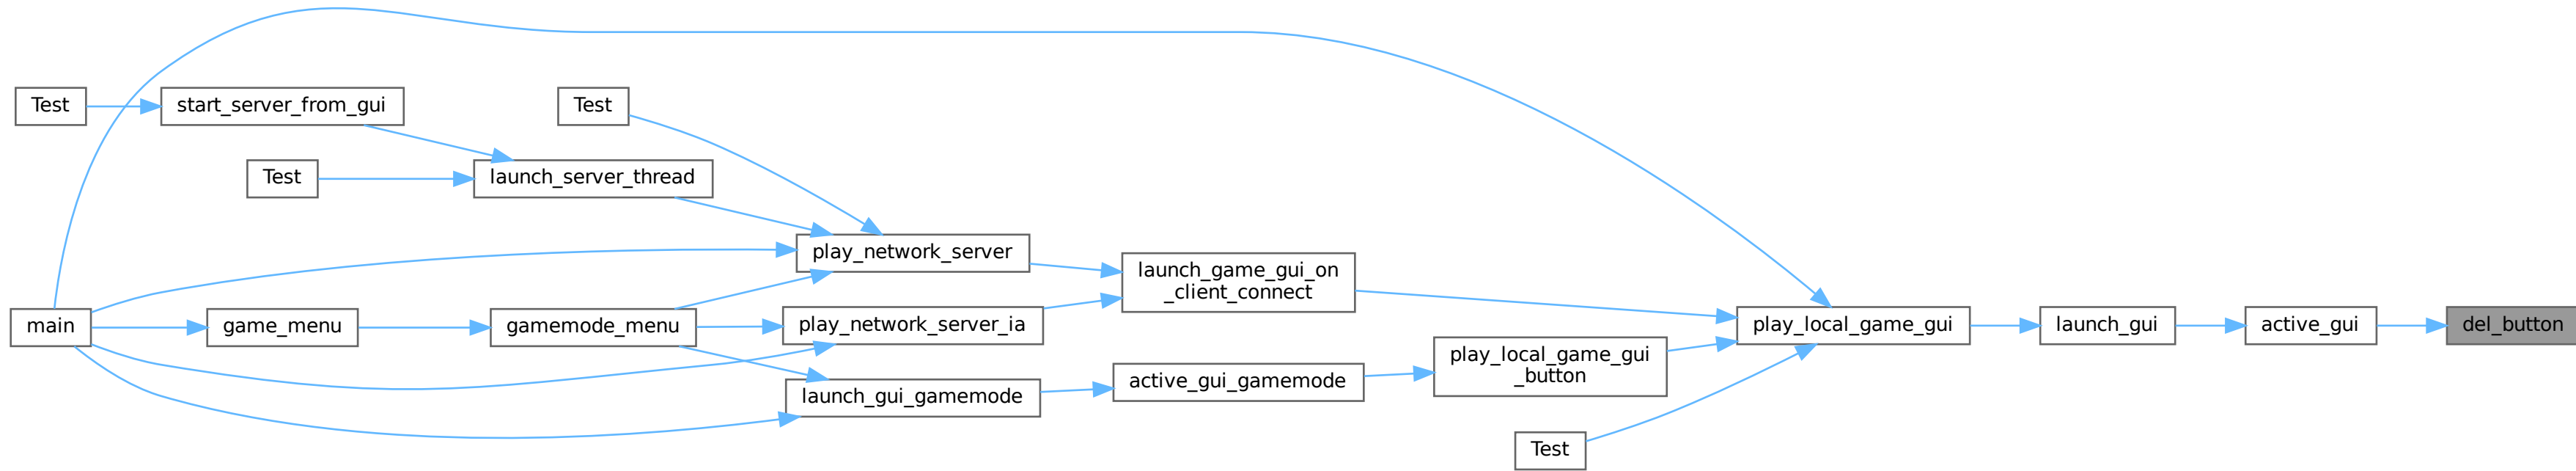 Test
start_server_from_gui
Test
Test
launch_server_thread
play_network_server
launch_game_gui_on
_client_connect
main
game_menu
gamemode_menu
play_network_server_ia
play_local_game_gui
launch_gui
active_gui
del_button
play_local_game_gui
_button
active_gui_gamemode
launch_gui_gamemode
Test